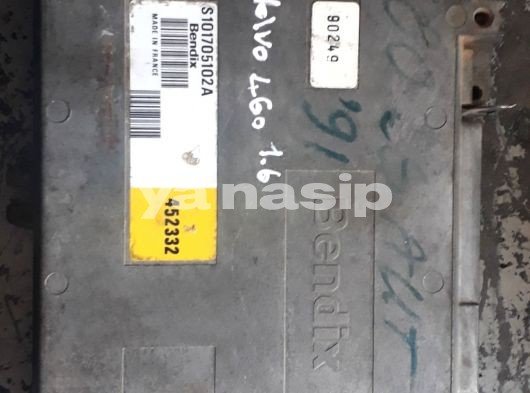 S101705102A
Bendix
MADE IN FRANCE
452332
Volvo 460 1.6
90249
'91
Bendix
yanasip